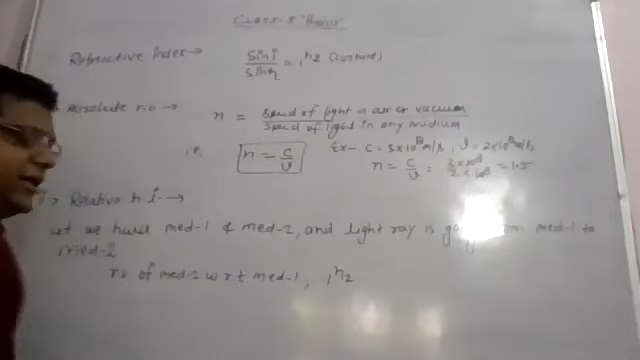 Class-X "Physics"
Refractive Index→ sin i / sin r = ₁n₂ (constant)
Absolute r.i → n = speed of light in air or vacuum / speed of light in any medium
i.e. n = c/v Ex- c = 3×10⁸ m/s, v = 2×10⁸ m/s
n = c/v = 3×10⁸ / 2×10⁸ = 1.5
Relative r.I. →
Let we have med-1 & med-2, and light ray is from med-1 to
med-2
r.i of med-2 w r t med-1, ₁n₂